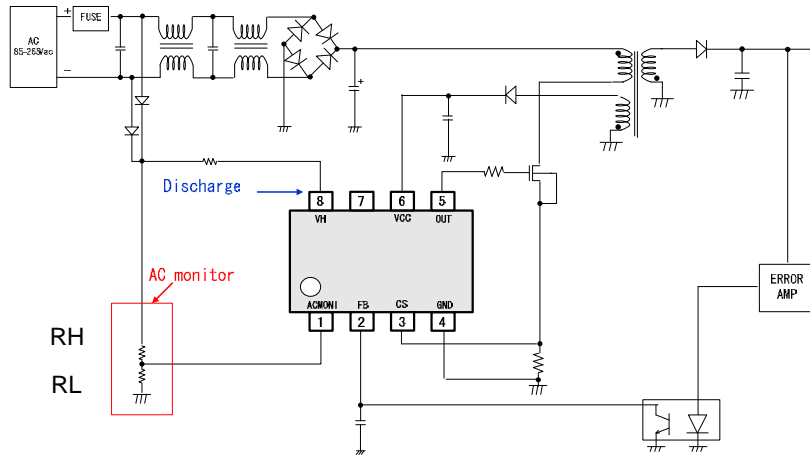 +
FUSE
AC
85-265Vac
−
+
Discharge
8
7
6
5
VH
VCC
OUT
AC monitor
ERROR
AMP
ACMONI
FB
CS
GND
1
2
3
4
RH
RL